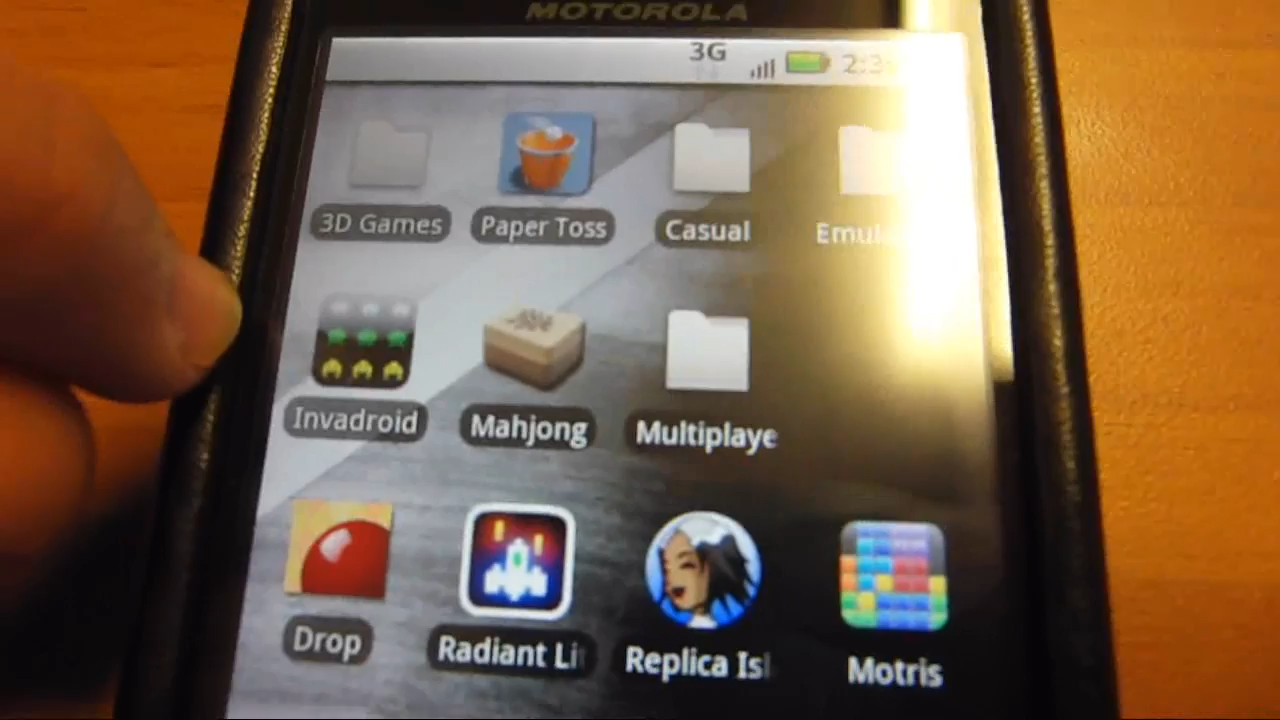 MOTOROLA
3G
3D Games
Paper Toss
Casual
Invadroid
Mahjong
Multiplaye
Drop
Radiant Li
Replica Isl
Motris